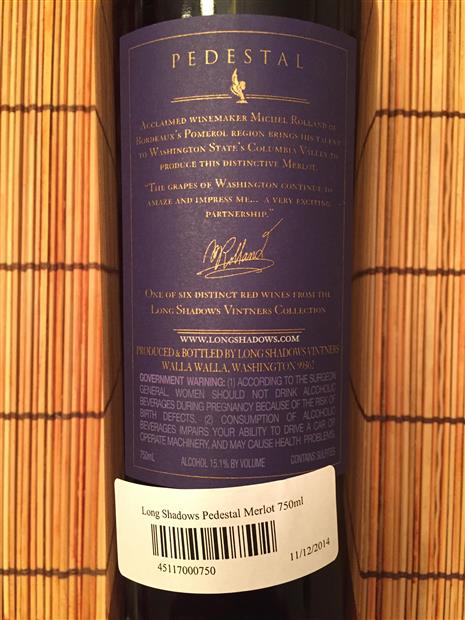 PEDESTAL
ACCLAIMED WINEMAKER MICHEL ROLLAND OF
BORDEAUX'S POMEROL REGION BRINGS HIS TALENT
TO WASHINGTON STATE'S COLUMBIA VALLEY TO
PRODUCE THIS DISTINCTIVE MERLOT.
"THE GRAPES OF WASHINGTON CONTINUE TO
AMAZE AND IMPRESS ME... A VERY EXCITING
PARTNERSHIP."
MRolland
ONE OF SIX DISTINCT RED WINES FROM THE
LONG SHADOWS VINTNERS COLLECTION
WWW.LONGSHADOWS.COM
PRODUCED & BOTTLED BY LONG SHADOWS VINTNERS
WALLA WALLA, WASHINGTON 99362
GOVERNMENT WARNING: (1) ACCORDING TO THE SURGEON
GENERAL, WOMEN SHOULD NOT DRINK ALCOHOLIC
BEVERAGES DURING PREGNANCY BECAUSE OF THE RISK OF
BIRTH DEFECTS. (2) CONSUMPTION OF ALCOHOLIC
BEVERAGES IMPAIRS YOUR ABILITY TO DRIVE A CAR OR
OPERATE MACHINERY, AND MAY CAUSE HEALTH PROBLEMS.
750mL ALCOHOL 15.1% BY VOLUME CONTAINS SULFITES
Long Shadows Pedestal Merlot 750ml
45117000750
11/12/2014